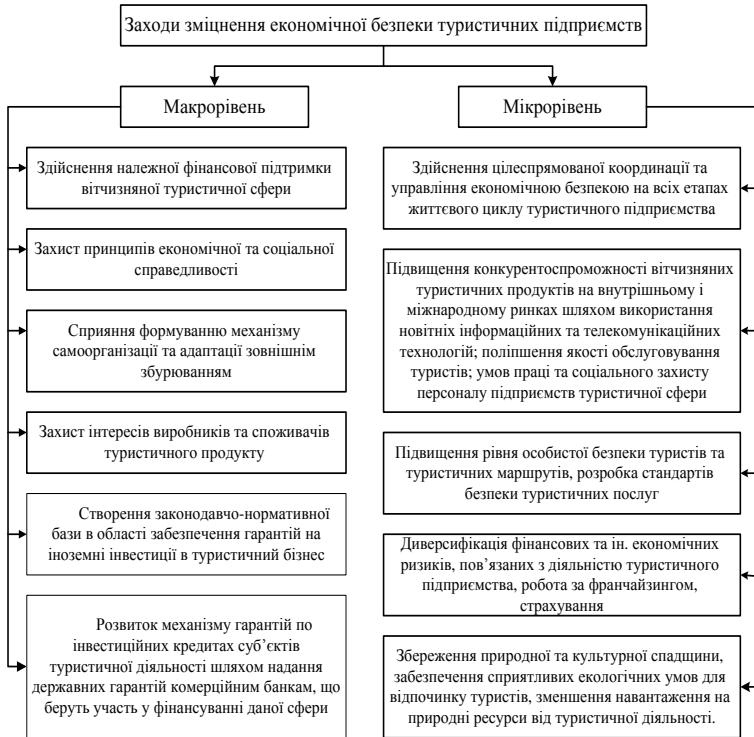 Заходи зміцнення економічної безпеки туристичних підприємств
Макрорівень
Здійснення належної фінансової підтримки
вітчизняної туристичної сфери
Захист принципів економічної та соціальної
справедливості
Сприяння формуванню механізму
самоорганізації та адаптації зовнішнім
збурюванням
Захист інтересів виробників та споживачів
туристичного продукту
Створення законодавчо-нормативної
бази в області забезпечення гарантій на
іноземні інвестиції в туристичний бізнес
Розвиток механізму гарантій по
інвестиційних кредитах суб’єктів
туристичної діяльності шляхом надання
державних гарантій комерційним банкам, що
беруть участь у фінансуванні даної сфери
Мікрорівень
Здійснення цілеспрямованої координації та
управління економічною безпекою на всіх етапах
життєвого циклу туристичного підприємства
Підвищення конкурентоспроможності вітчизняних
туристичних продуктів на внутрішньому і
міжнародному ринках шляхом використання
новітніх інформаційних та телекомунікаційних
технологій; поліпшення якості обслуговування
туристів; умов праці та соціального захисту
персоналу підприємств туристичної сфери
Підвищення рівня особистої безпеки туристів та
туристичних маршрутів, розробка стандартів
безпеки туристичних послуг
Диверсифікація фінансових та ін. економічних
ризиків, пов’язаних з діяльністю туристичного
підприємства, робота за франчайзингом,
страхування
Збереження природної та культурної спадщини,
забезпечення сприятливих екологічних умов для
відпочинку туристів, зменшення навантаження на
природні ресурси від туристичної діяльності.